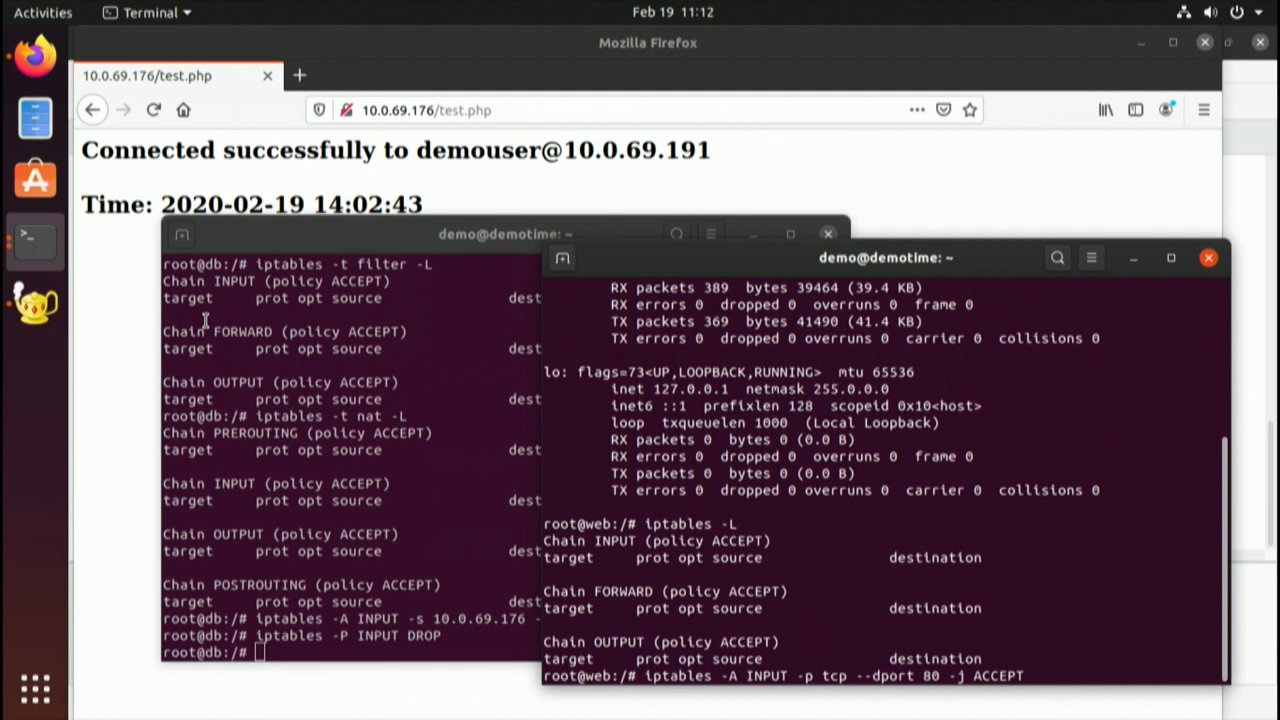 Activities
Terminal
Feb 19 11:12
Mozilla Firefox
10.0.69.176/test.php
10.0.69.176/test.php
Connected successfully to demouser@10.0.69.191
Time: 2020-02-19 14:02:43
demo@demotime: ~
root@db:/# iptables -t filter -L
Chain INPUT (policy ACCEPT)
target prot opt source dest
Chain FORWARD (policy ACCEPT)
target prot opt source dest
Chain OUTPUT (policy ACCEPT)
target prot opt source dest
root@db:/# iptables -t nat -L
Chain PREROUTING (policy ACCEPT)
target prot opt source dest
Chain INPUT (policy ACCEPT)
target prot opt source dest
Chain OUTPUT (policy ACCEPT)
target prot opt source dest
Chain POSTROUTING (policy ACCEPT)
target prot opt source dest
root@db:/# iptables -A INPUT -s 10.0.69.176 -
root@db:/# iptables -P INPUT DROP
root@db:/#
demo@demotime: ~
RX packets 389 bytes 39464 (39.4 KB)
RX errors 0 dropped 0 overruns 0 frame 0
TX packets 369 bytes 41490 (41.4 KB)
TX errors 0 dropped 0 overruns 0 carrier 0 collisions 0
lo: flags=73<UP,LOOPBACK,RUNNING> mtu 65536
inet 127.0.0.1 netmask 255.0.0.0
inet6 ::1 prefixlen 128 scopeid 0x10<host>
loop txqueuelen 1000 (Local Loopback)
RX packets 0 bytes 0 (0.0 B)
RX errors 0 dropped 0 overruns 0 frame 0
TX packets 0 bytes 0 (0.0 B)
TX errors 0 dropped 0 overruns 0 carrier 0 collisions 0
root@web:/# iptables -L
Chain INPUT (policy ACCEPT)
target prot opt source destination
Chain FORWARD (policy ACCEPT)
target prot opt source destination
Chain OUTPUT (policy ACCEPT)
target prot opt source destination
root@web:/# iptables -A INPUT -p tcp --dport 80 -j ACCEPT